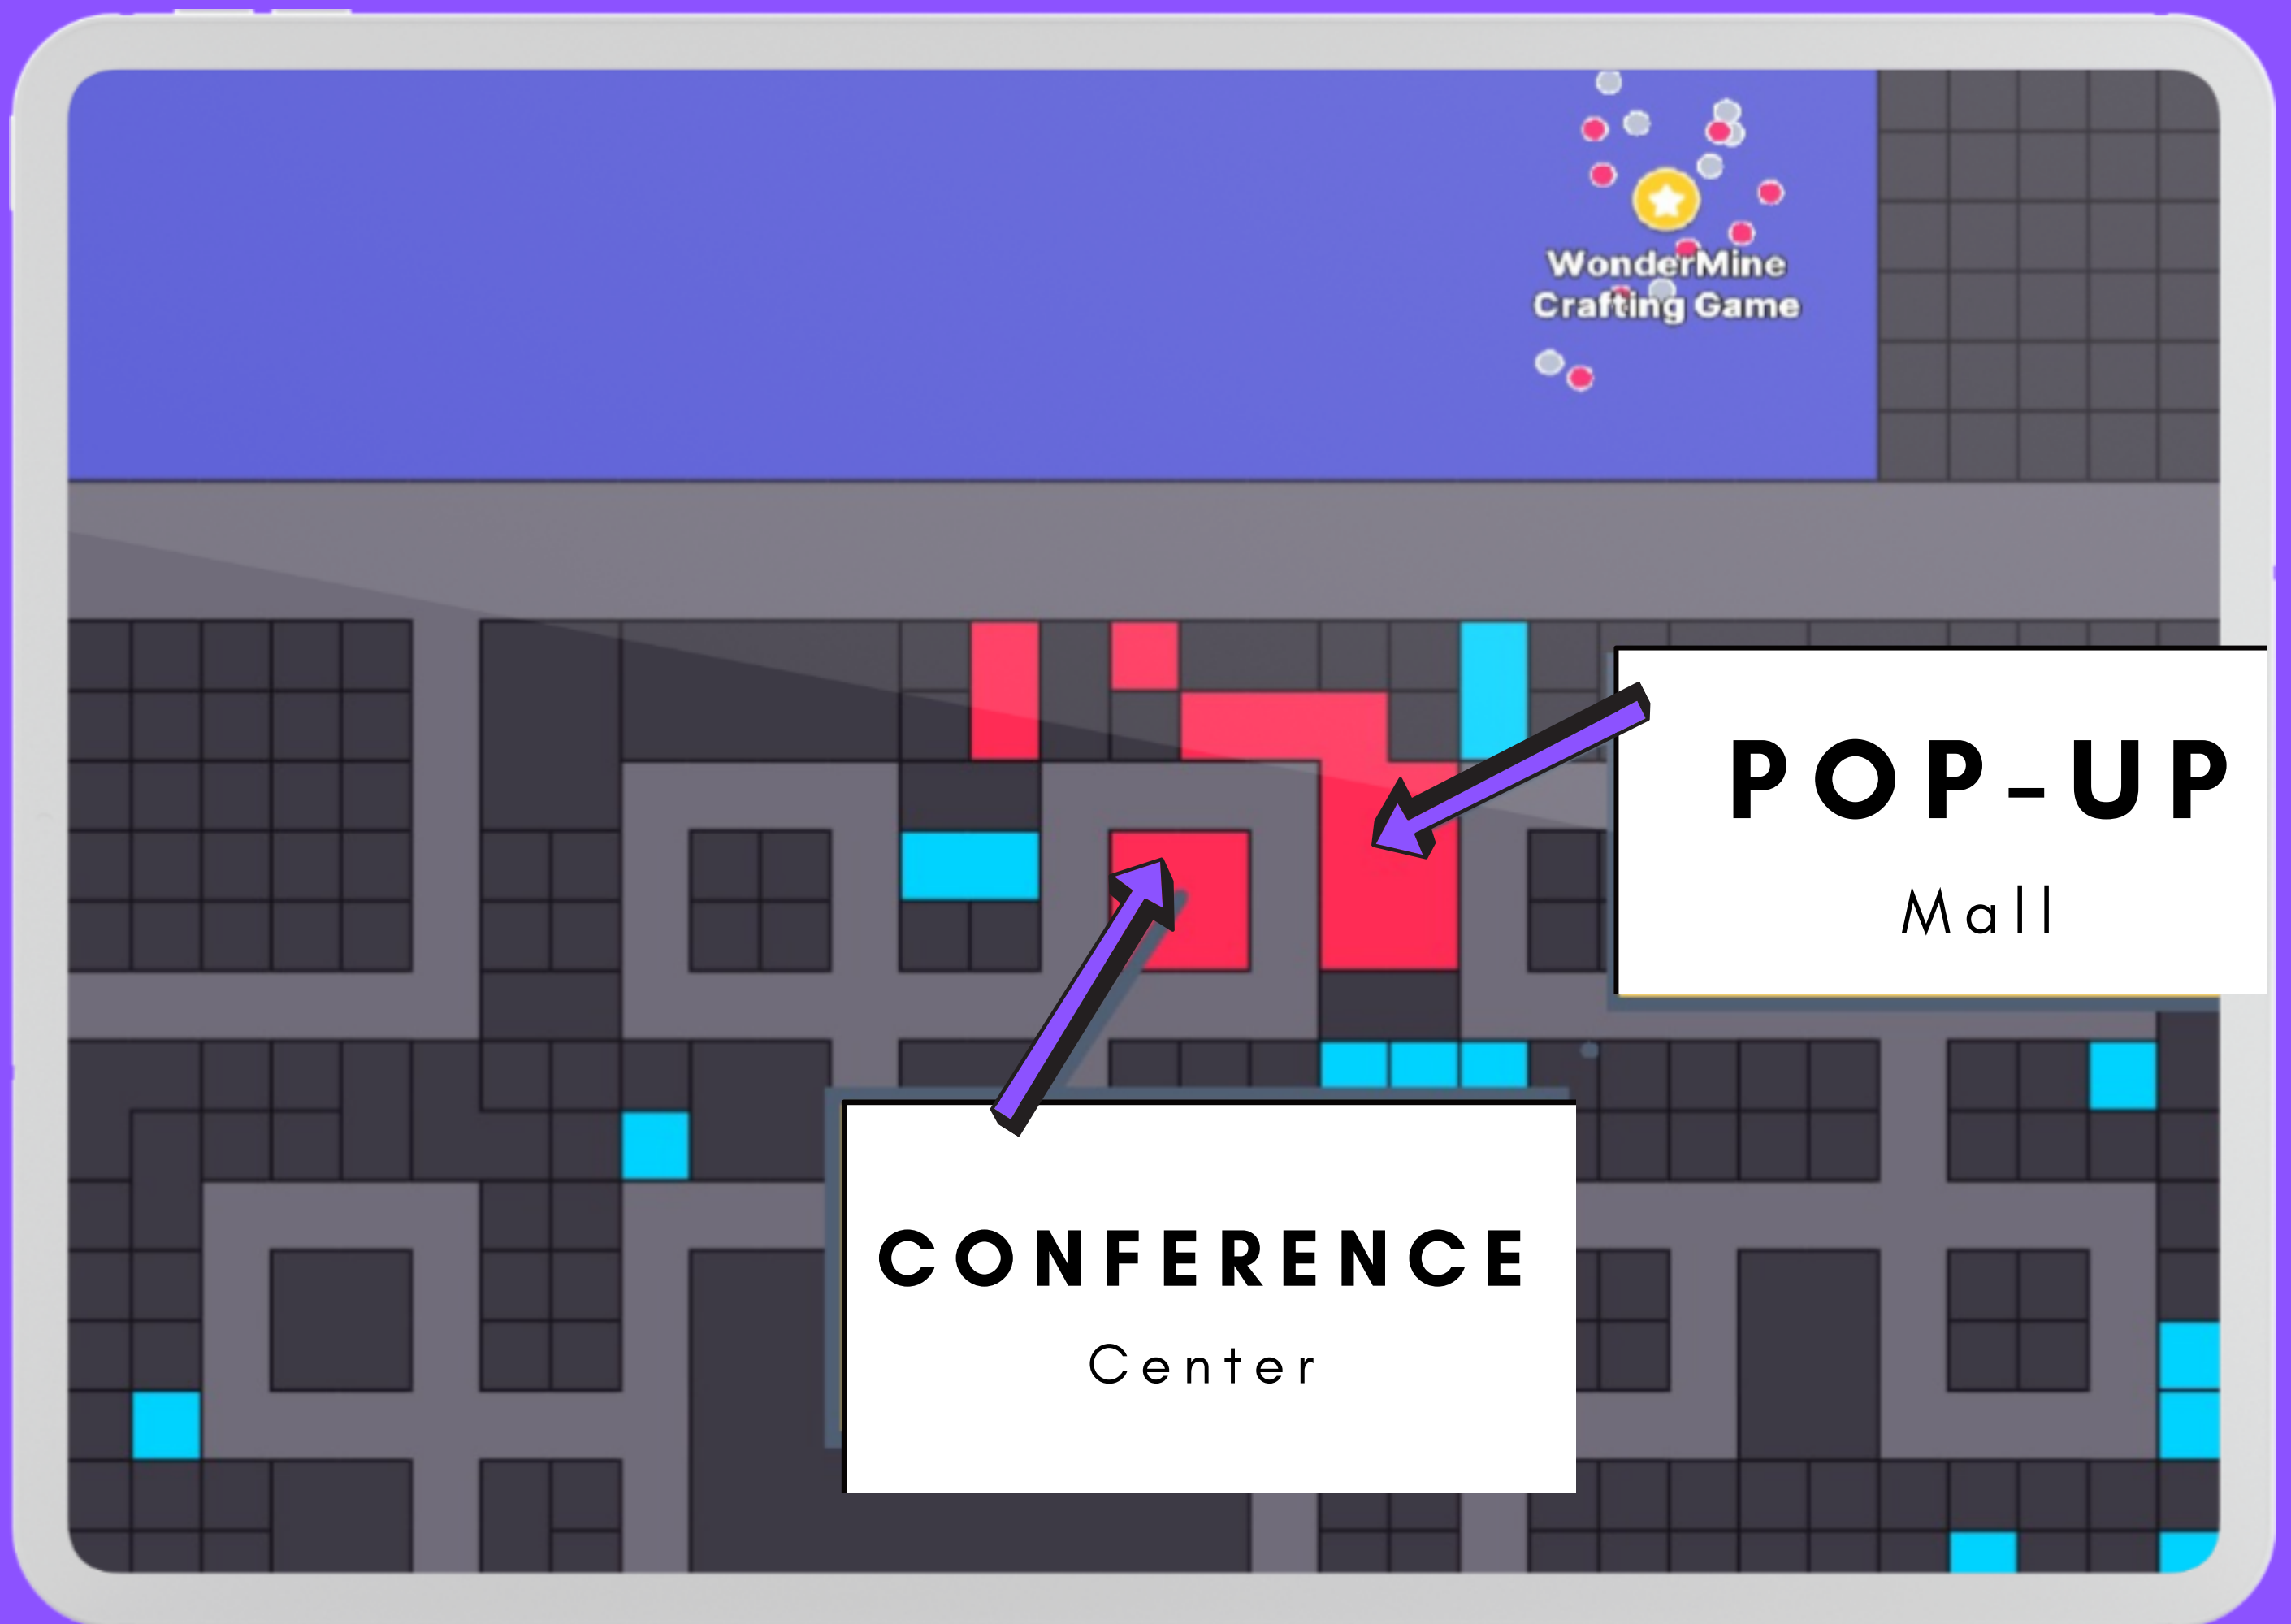 WonderMine
Crafting Game
POP-UP
Mall
CONFERENCE
Center